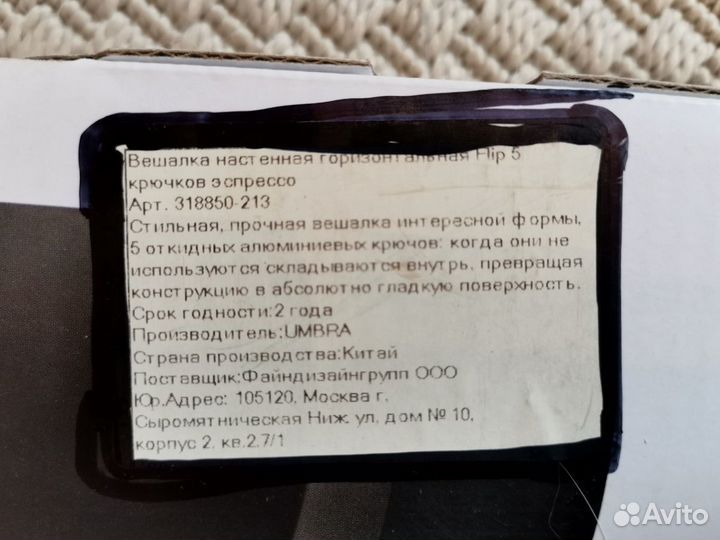 Вешалка настенная горизонтальная Flip 5
крючков эспрессо
Арт. 318850-213
Стильная, прочная вешалка интересной формы,
5 откидных алюминиевых крючов: когда они не
используются складываются внутрь, превращая
конструкцию в абсолютно гладкую поверхность.
Срок годности:2 года
Производитель:UMBRA
Страна производства:Китай
Поставщик:Файндизайнгрупп ООО
Юр.Адрес: 105120, Москва г,
Сыромятническая Ниж. ул, дом № 10,
корпус 2, кв.2.7/1
Avito